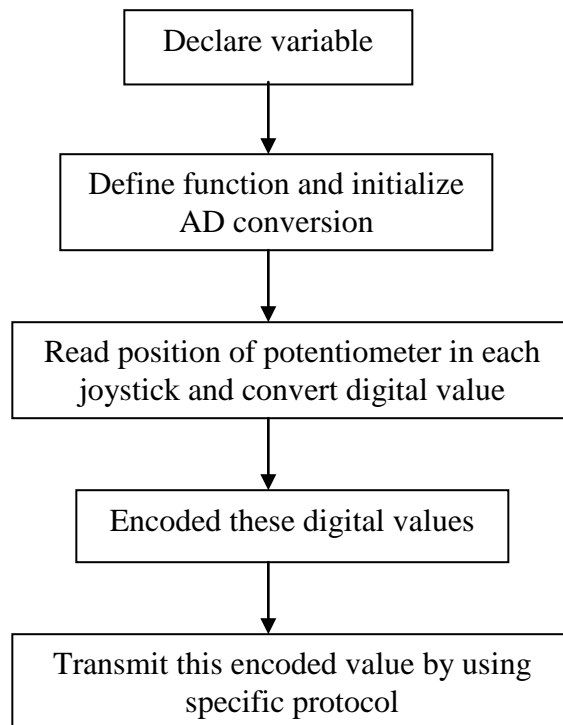 Declare variable
Define function and initialize
AD conversion
Read position of potentiometer in each
joystick and convert digital value
Encoded these digital values
Transmit this encoded value by using
specific protocol